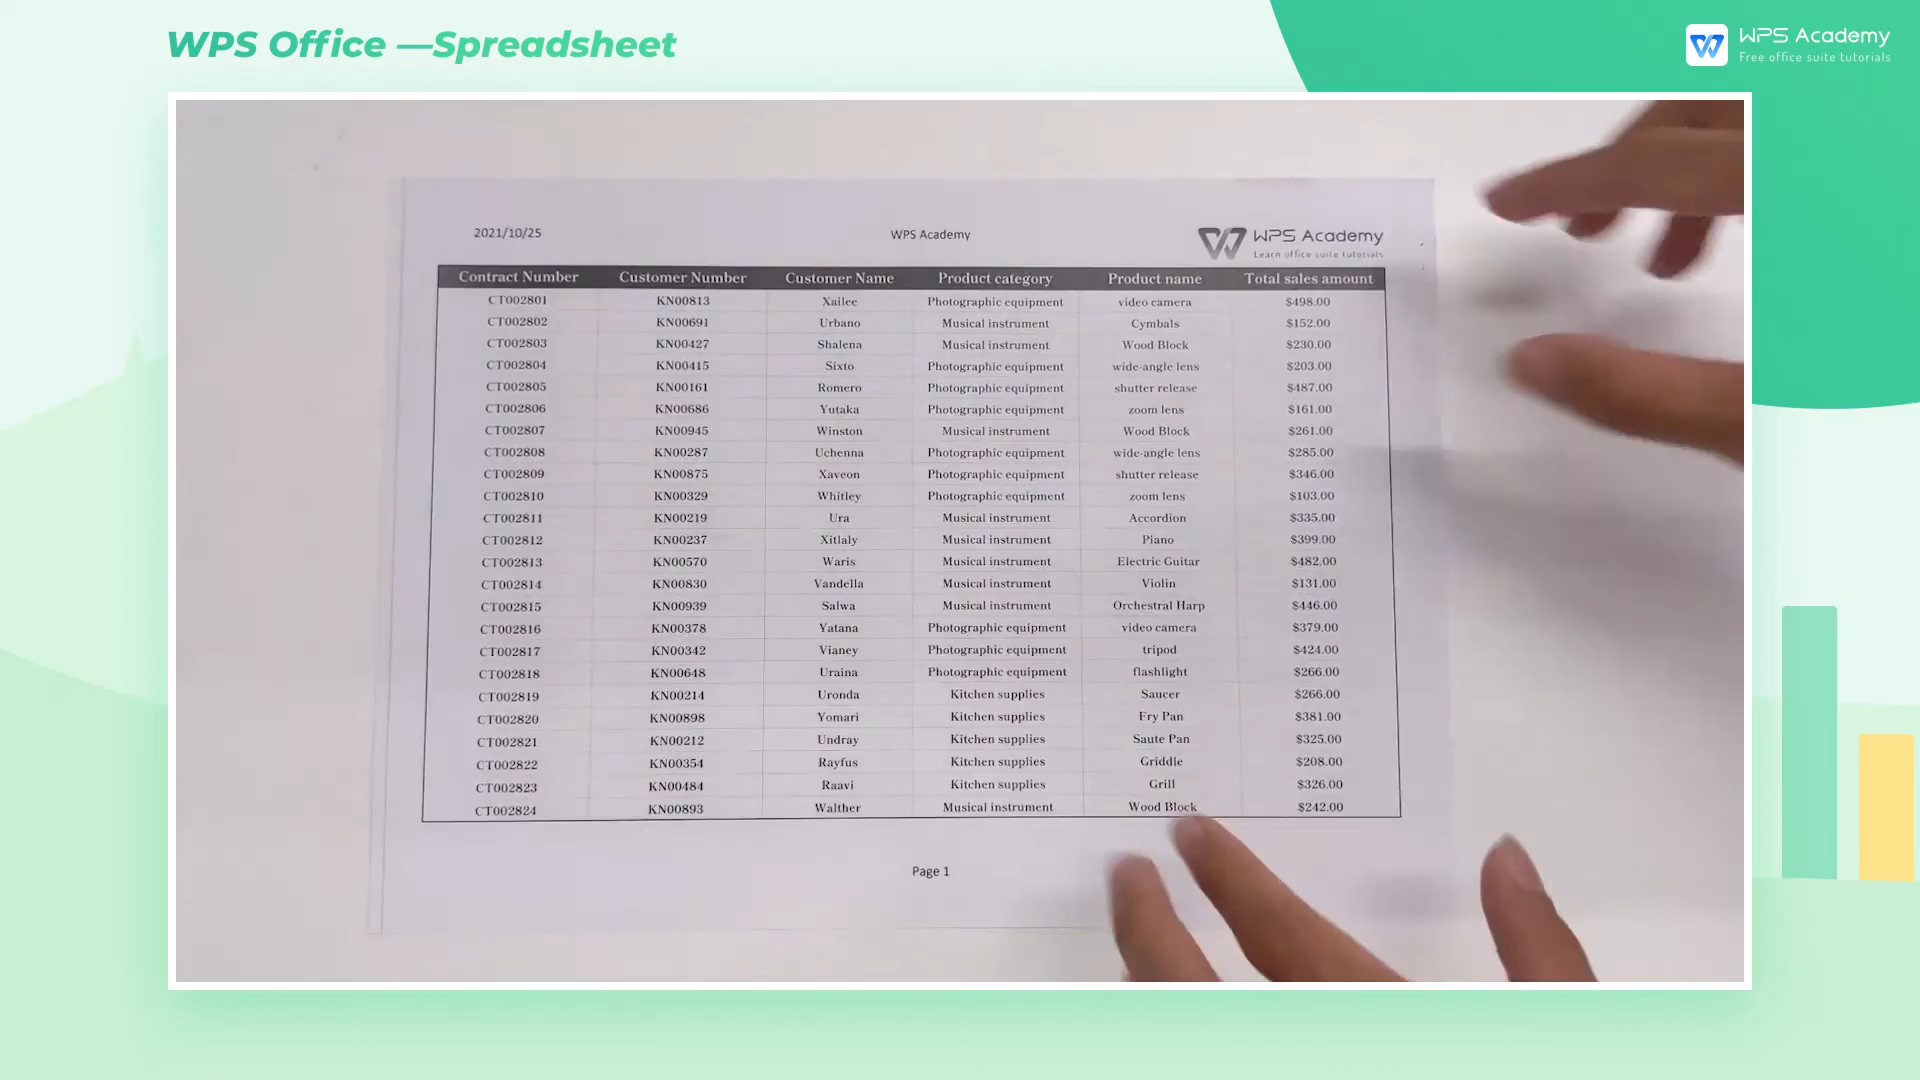 WPS Office —Spreadsheet
WPS Academy
Free office suite tutorials
2021/10/25
WPS Academy
WPS Academy
Learn office suite tutorials
Contract Number Customer Number Customer Name Product category Product name Total sales amount
CT002801 KN00813 Xailee Photographic equipment video camera $498.00
CT002802 KN00691 Urbano Musical instrument Cymbals $152.00
CT002803 KN00427 Shalena Musical instrument Wood Block $230.00
CT002804 KN00415 Sixto Photographic equipment wide-angle lens $203.00
CT002805 KN00161 Romero Photographic equipment shutter release $487.00
CT002806 KN00686 Yutaka Photographic equipment zoom lens $161.00
CT002807 KN00945 Winston Musical instrument Wood Block $261.00
CT002808 KN00287 Uchenna Photographic equipment wide-angle lens $285.00
CT002809 KN00875 Xaveon Photographic equipment shutter release $346.00
CT002810 KN00329 Whitley Photographic equipment zoom lens $103.00
CT002811 KN00219 Ura Musical instrument Accordion $335.00
CT002812 KN00237 Xitlaly Musical instrument Piano $399.00
CT002813 KN00570 Waris Musical instrument Electric Guitar $482.00
CT002814 KN00830 Vandella Musical instrument Violin $131.00
CT002815 KN00939 Salwa Musical instrument Orchestral Harp $446.00
CT002816 KN00378 Yatana Photographic equipment video camera $379.00
CT002817 KN00342 Vianey Photographic equipment tripod $424.00
CT002818 KN00648 Uraina Photographic equipment flashlight $266.00
CT002819 KN00214 Uronda Kitchen supplies Saucer $266.00
CT002820 KN00898 Yomari Kitchen supplies Fry Pan $381.00
CT002821 KN00212 Undray Kitchen supplies Saute Pan $325.00
CT002822 KN00354 Rayfus Kitchen supplies Griddle $208.00
CT002823 KN00484 Raavi Kitchen supplies Grill $326.00
CT002824 KN00893 Walther Musical instrument Wood Block $242.00
Page 1